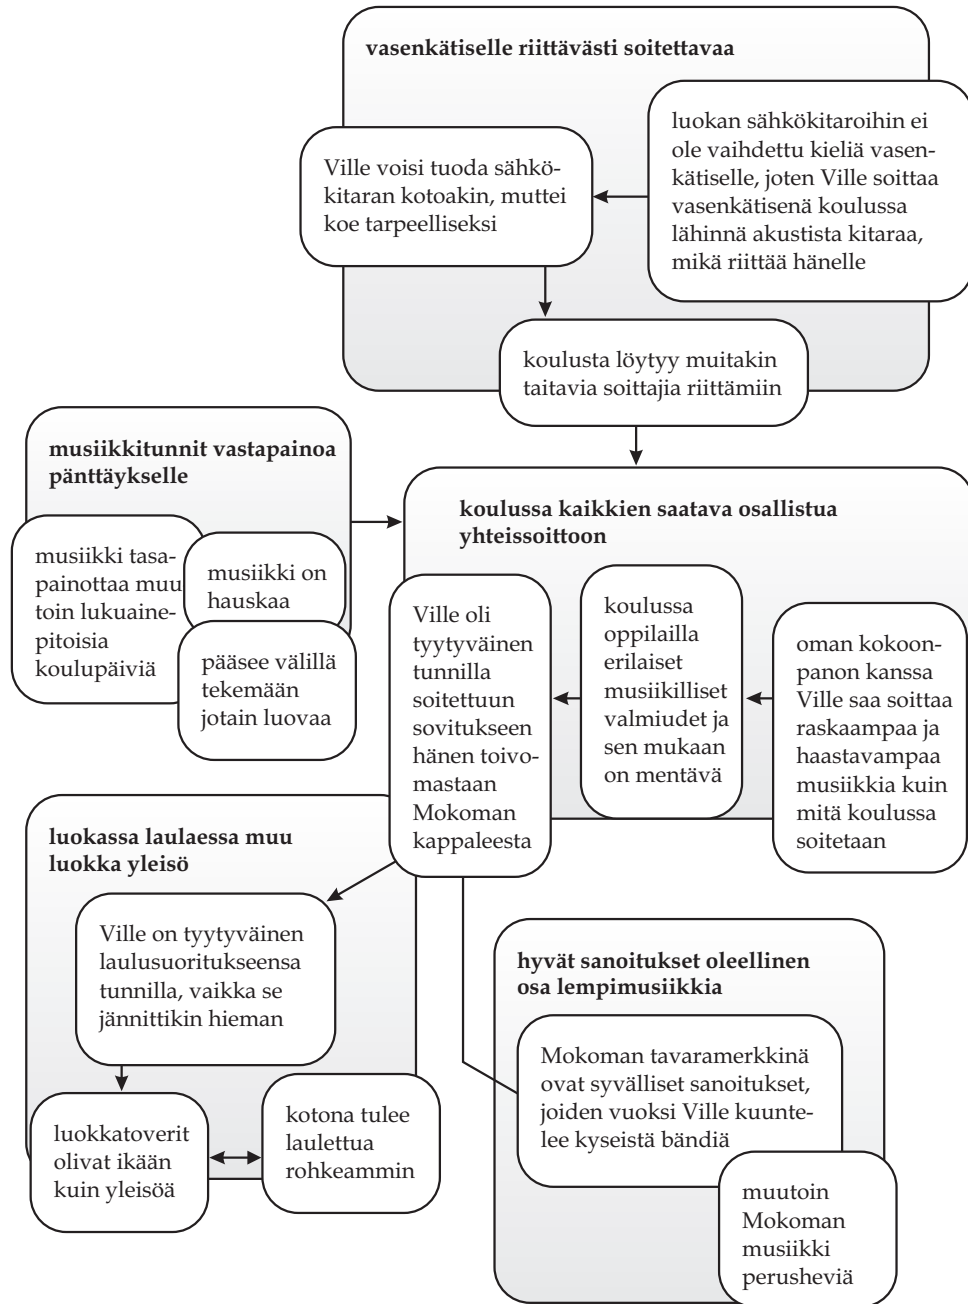 vasenkätiselle riittävästi soitettavaa
luokan sähkökitaroihin ei
ole vaihdettu kieliä vasen-
kätiselle, joten Ville soittaa
vasenkätisenä koulussa
lähinnä akustista kitaraa,
mikä riittää hänelle
Ville voisi tuoda sähkö-
kitaran kotoakin, muttei
koe tarpeelliseksi
koulusta löytyy muitakin
taitavia soittajia riittämiin
musiikkitunnit vastapainoa
pänttäykselle
musiikki tasa-
painottaa muu
toin lukuaine-
pitoisia
koulupäiviä
musiikki on
hauskaa
pääsee välillä
tekemään
jotain luovaa
koulussa kaikkien saatava osallistua
yhteissoittoon
Ville oli
tyytyväinen
tunnilla
soitettuun
sovitukseen
hänen toivo-
mastaan
Mokoman
kappaleesta
koulussa
oppilailla
erilaiset
musiikilliset
valmiudet ja
sen mukaan
on mentävä
oman kokoon-
panon kanssa
Ville saa soittaa
raskaampaa ja
haastavampaa
musiikkia kuin
mitä koulussa
soitetaan
luokassa laulaessa muu
luokka yleisö
Ville on tyytyväinen
laulusuoritukseensa
tunnilla, vaikka se
jännittikin hieman
luokkatoverit
olivat ikään
kuin yleisöä
kotona tulee
laulettua
rohkeammin
hyvät sanoitukset oleellinen
osa lempimusiikkia
Mokoman tavaramerkkinä
ovat syvälliset sanoitukset,
joiden vuoksi Ville kuunte-
lee kyseistä bändiä
muutoin
Mokoman
musiikki
perusheviä